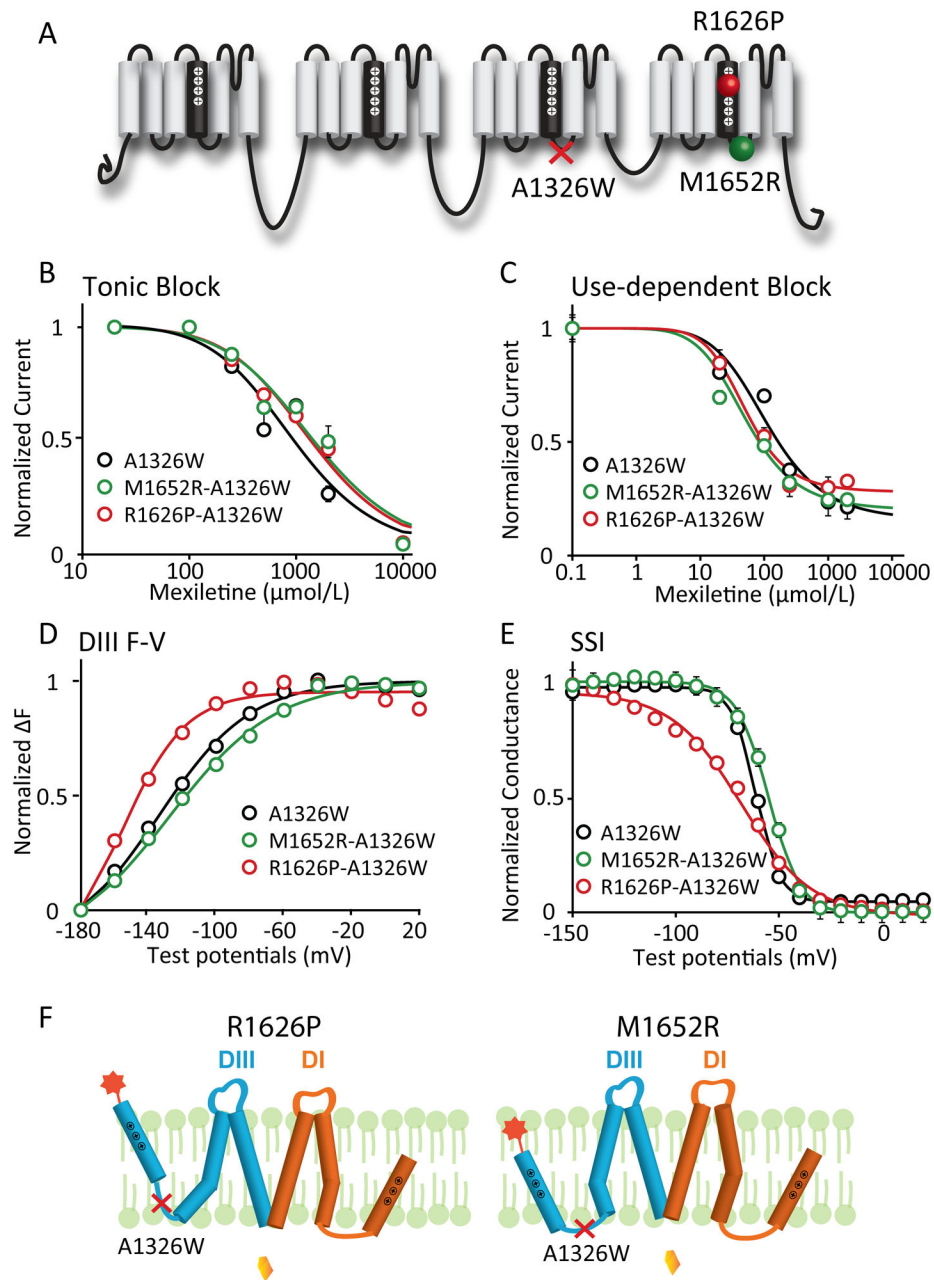 A
R1626P
A1326W
M1652R
B
Tonic Block
Normalized Current
1
0.5
0
A1326W
M1652R-A1326W
R1626P-A1326W
10
100
1000
10000
Mexiletine (μmol/L)
C
Use-dependent Block
Normalized Current
1
0.5
0
A1326W
M1652R-A1326W
R1626P-A1326W
0.1
1
10
100
1000
10000
Mexiletine (μmol/L)
D
DIII F-V
Normalized ΔF
1
0.5
0
A1326W
M1652R-A1326W
R1626P-A1326W
-180
-140
-100
-60
-20
20
Test potentials (mV)
E
SSI
Normalized Conductance
1
0.5
0
A1326W
M1652R-A1326W
R1626P-A1326W
-150
-100
-50
0
Test potentials (mV)
F
R1626P
DIII
DI
A1326W
M1652R
DIII
DI
A1326W